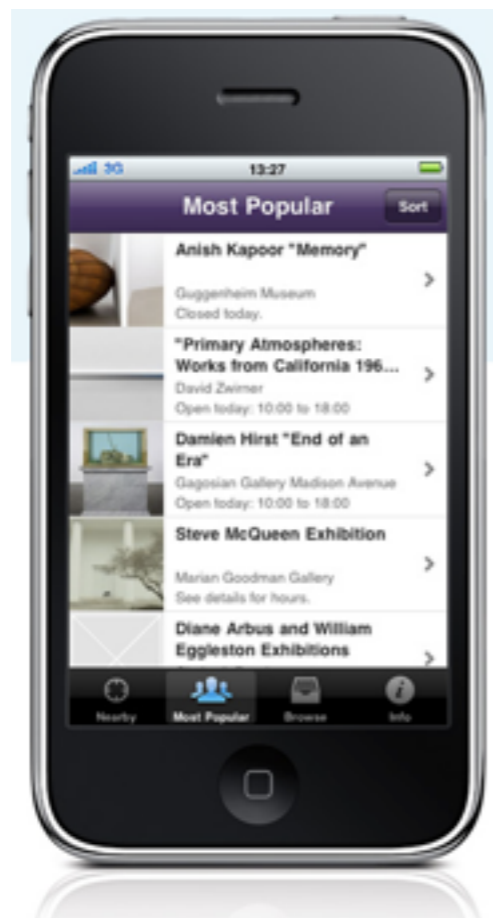 3G 13:27
Most Popular Sort
Anish Kapoor "Memory"
Guggenheim Museum
Closed today.
"Primary Atmospheres:
Works from California 196...
David Zwirner
Open today: 10:00 to 18:00
Damien Hirst "End of an
Era"
Gagosian Gallery Madison Avenue
Open today: 10:00 to 18:00
Steve McQueen Exhibition
Marian Goodman Gallery
See details for hours.
Diane Arbus and William
Eggleston Exhibitions
Nearby Most Popular Browse Info